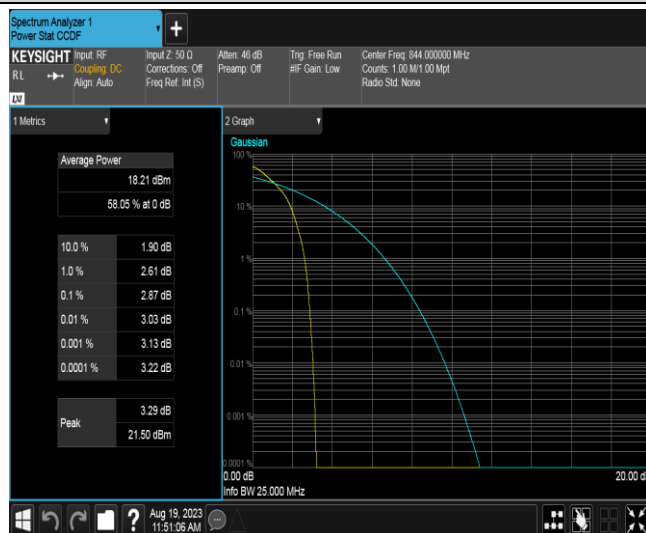 Spectrum Analyzer 1
Power Stat CCDF
+
KEYSIGHT
RL
LXI
Input: RF
Coupling: DC
Align: Auto
Input Z: 50 Ω
Corrections: Off
Freq Ref: Int (S)
Atten: 46 dB
Preamp: Off
Trig: Free Run
#IF Gain: Low
Center Freq: 844.000000 MHz
Counts: 1.00 M/1.00 Mpt
Radio Std: None
1 Metrics
Average Power
18.21 dBm
58.05 % at 0 dB
10.0 % 1.90 dB
1.0 % 2.61 dB
0.1 % 2.87 dB
0.01 % 3.03 dB
0.001 % 3.13 dB
0.0001 % 3.22 dB
Peak
3.29 dB
21.50 dBm
2 Graph
Gaussian
100 %
10 %
1 %
0.1 %
0.01 %
0.001 %
0.0001 %
0.00 dB
20.00 d
Info BW 25.000 MHz
?
Aug 19, 2023
11:51:06 AM